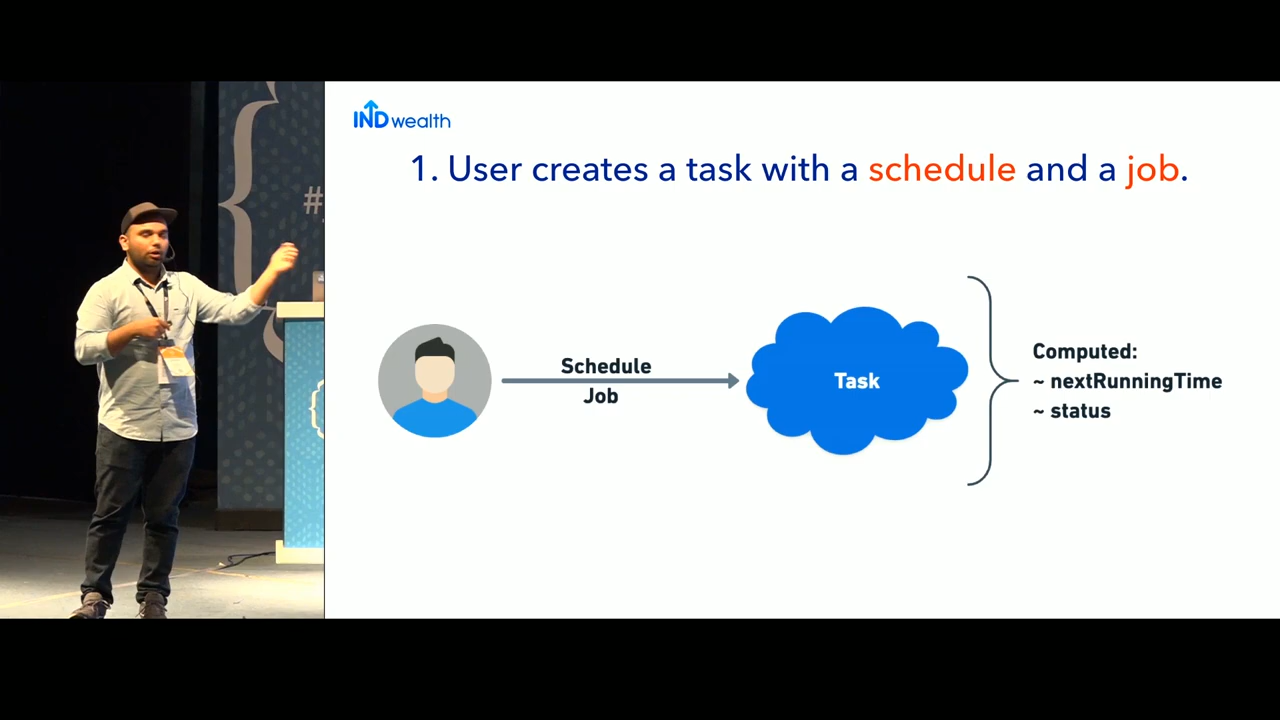 #
INDwealth
1. User creates a task with a schedule and a job.
Schedule
Job
Task
Computed:
~ nextRunningTime
~ status